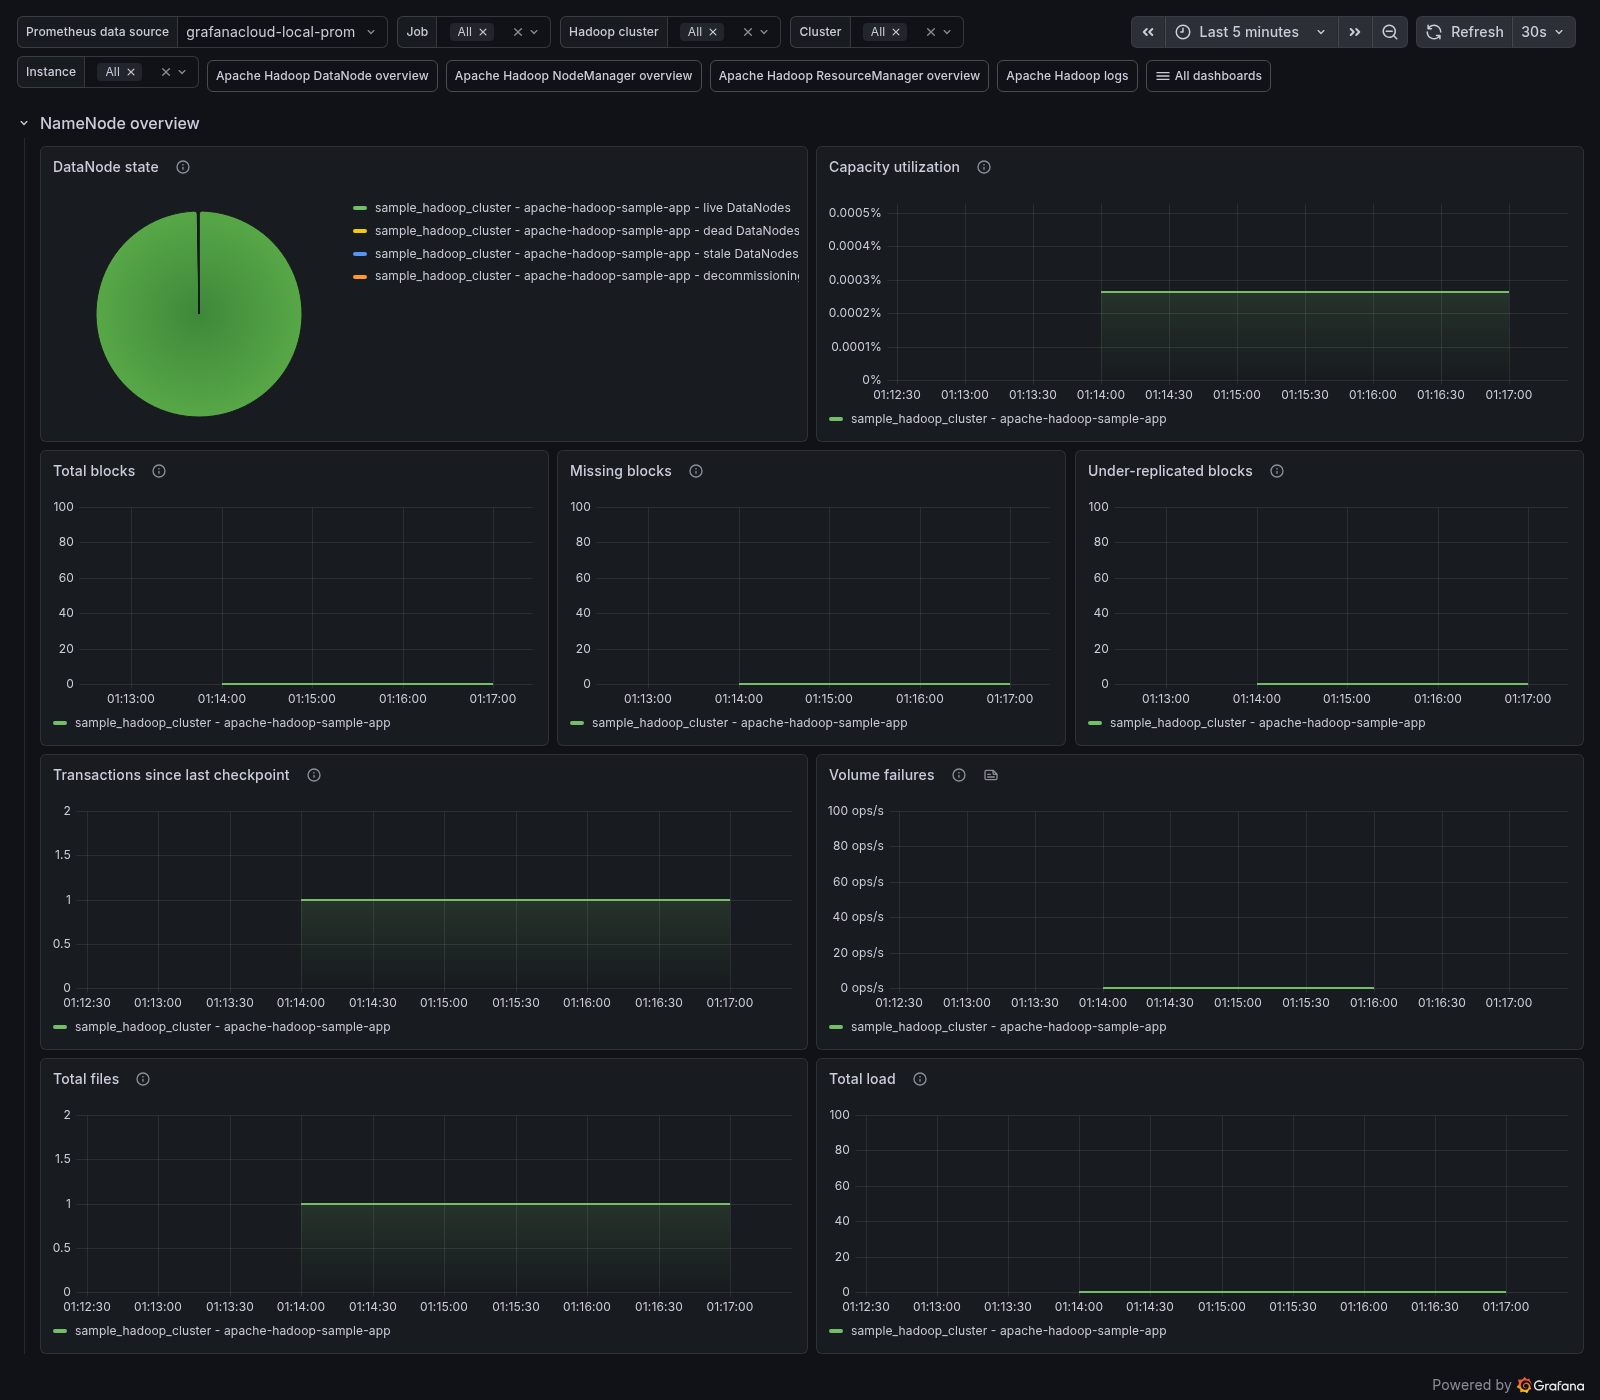 Prometheus data source grafanacloud-local-prom Job All Hadoop cluster All Cluster All Last 5 minutes Refresh 30s
Instance All Apache Hadoop DataNode overview Apache Hadoop NodeManager overview Apache Hadoop ResourceManager overview Apache Hadoop logs All dashboards
NameNode overview
DataNode state
sample_hadoop_cluster - apache-hadoop-sample-app - live DataNodes
sample_hadoop_cluster - apache-hadoop-sample-app - dead DataNodes
sample_hadoop_cluster - apache-hadoop-sample-app - stale DataNodes
sample_hadoop_cluster - apache-hadoop-sample-app - decommissioning
Capacity utilization
0.0005%
0.0004%
0.0003%
0.0002%
0.0001%
0%
01:12:30 01:13:00 01:13:30 01:14:00 01:14:30 01:15:00 01:15:30 01:16:00 01:16:30 01:17:00
sample_hadoop_cluster - apache-hadoop-sample-app
Total blocks
100
80
60
40
20
0
01:13:00 01:14:00 01:15:00 01:16:00 01:17:00
sample_hadoop_cluster - apache-hadoop-sample-app
Missing blocks
100
80
60
40
20
0
01:13:00 01:14:00 01:15:00 01:16:00 01:17:00
sample_hadoop_cluster - apache-hadoop-sample-app
Under-replicated blocks
100
80
60
40
20
0
01:13:00 01:14:00 01:15:00 01:16:00 01:17:00
sample_hadoop_cluster - apache-hadoop-sample-app
Transactions since last checkpoint
2
1.5
1
0.5
0
01:12:30 01:13:00 01:13:30 01:14:00 01:14:30 01:15:00 01:15:30 01:16:00 01:16:30 01:17:00
sample_hadoop_cluster - apache-hadoop-sample-app
Volume failures
100 ops/s
80 ops/s
60 ops/s
40 ops/s
20 ops/s
0 ops/s
01:12:30 01:13:00 01:13:30 01:14:00 01:14:30 01:15:00 01:15:30 01:16:00 01:16:30 01:17:00
sample_hadoop_cluster - apache-hadoop-sample-app
Total files
2
1.5
1
0.5
0
01:12:30 01:13:00 01:13:30 01:14:00 01:14:30 01:15:00 01:15:30 01:16:00 01:16:30 01:17:00
sample_hadoop_cluster - apache-hadoop-sample-app
Total load
100
80
60
40
20
0
01:12:30 01:13:00 01:13:30 01:14:00 01:14:30 01:15:00 01:15:30 01:16:00 01:16:30 01:17:00
sample_hadoop_cluster - apache-hadoop-sample-app
Powered by Grafana